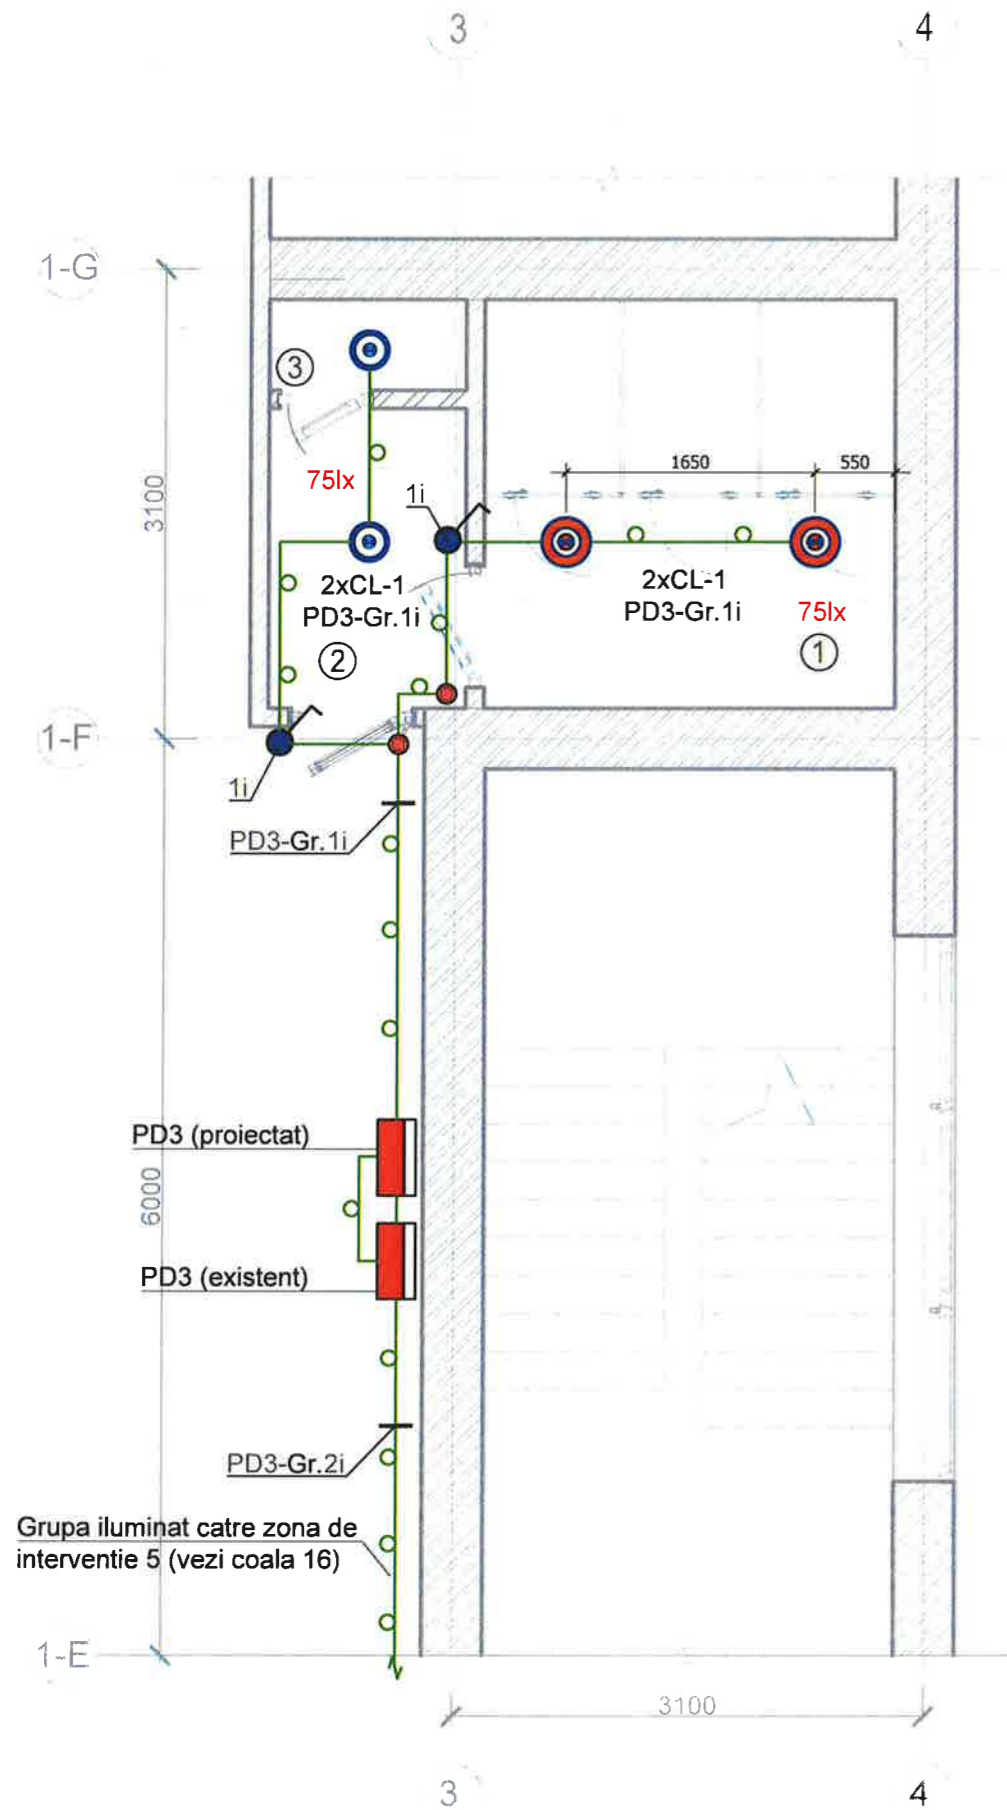 3
4
1-G
3
75lx
1i
1650
550
3100
2xCL-1
PD3-Gr.1i
2
2xCL-1
PD3-Gr.1i
75lx
1
1-F
1i
PD3-Gr.1i
PD3 (proiectat)
6000
PD3 (existent)
PD3-Gr.2i
Grupa iluminat catre zona de
interventie 5 (vezi coala 16)
1-E
3100
3
4